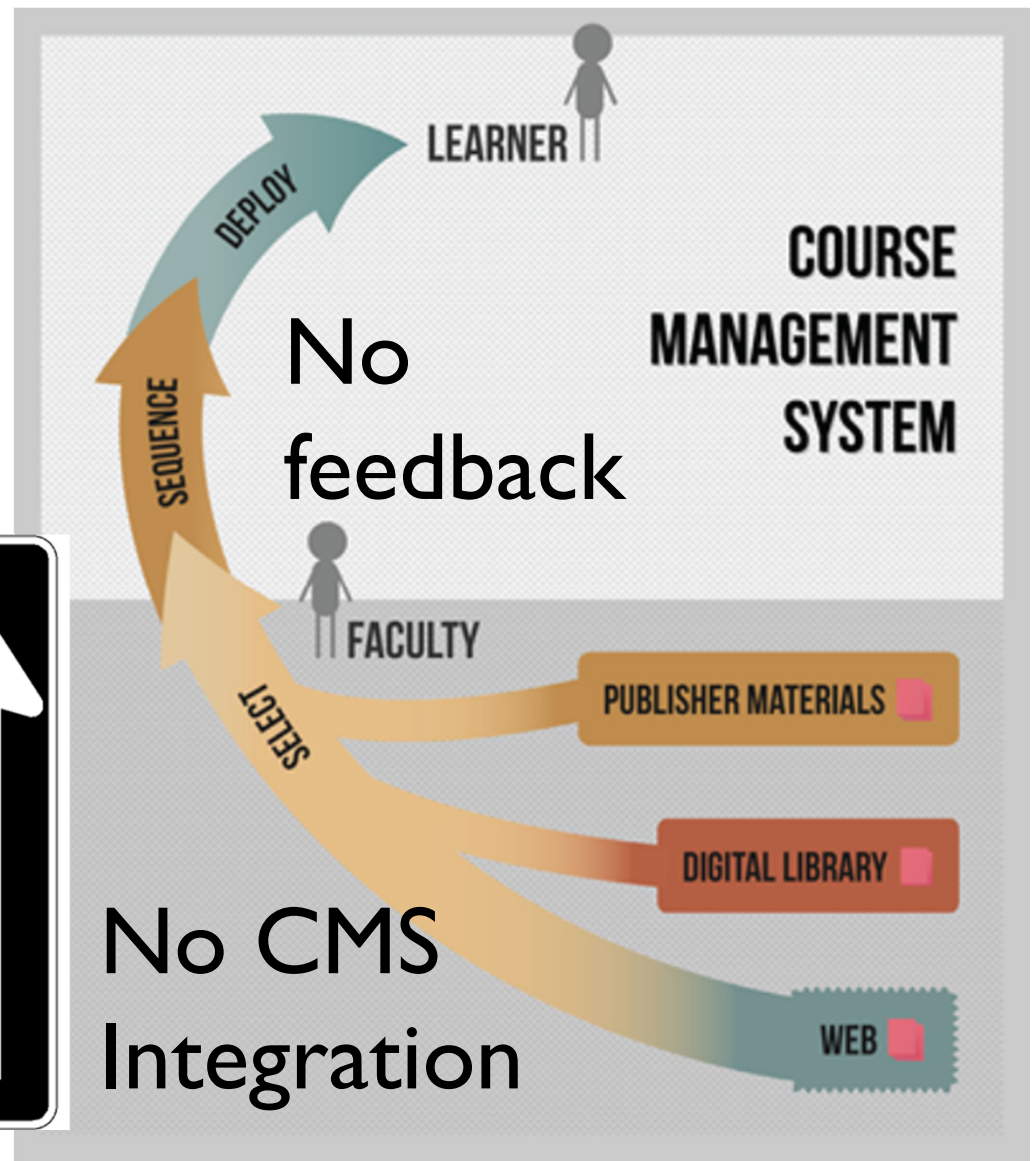 LEARNER
DEPLOY
COURSE
MANAGEMENT
SYSTEM
No
feedback
SEQUENCE
FACULTY
SELECT
PUBLISHER MATERIALS
DIGITAL LIBRARY
No CMS
Integration
WEB